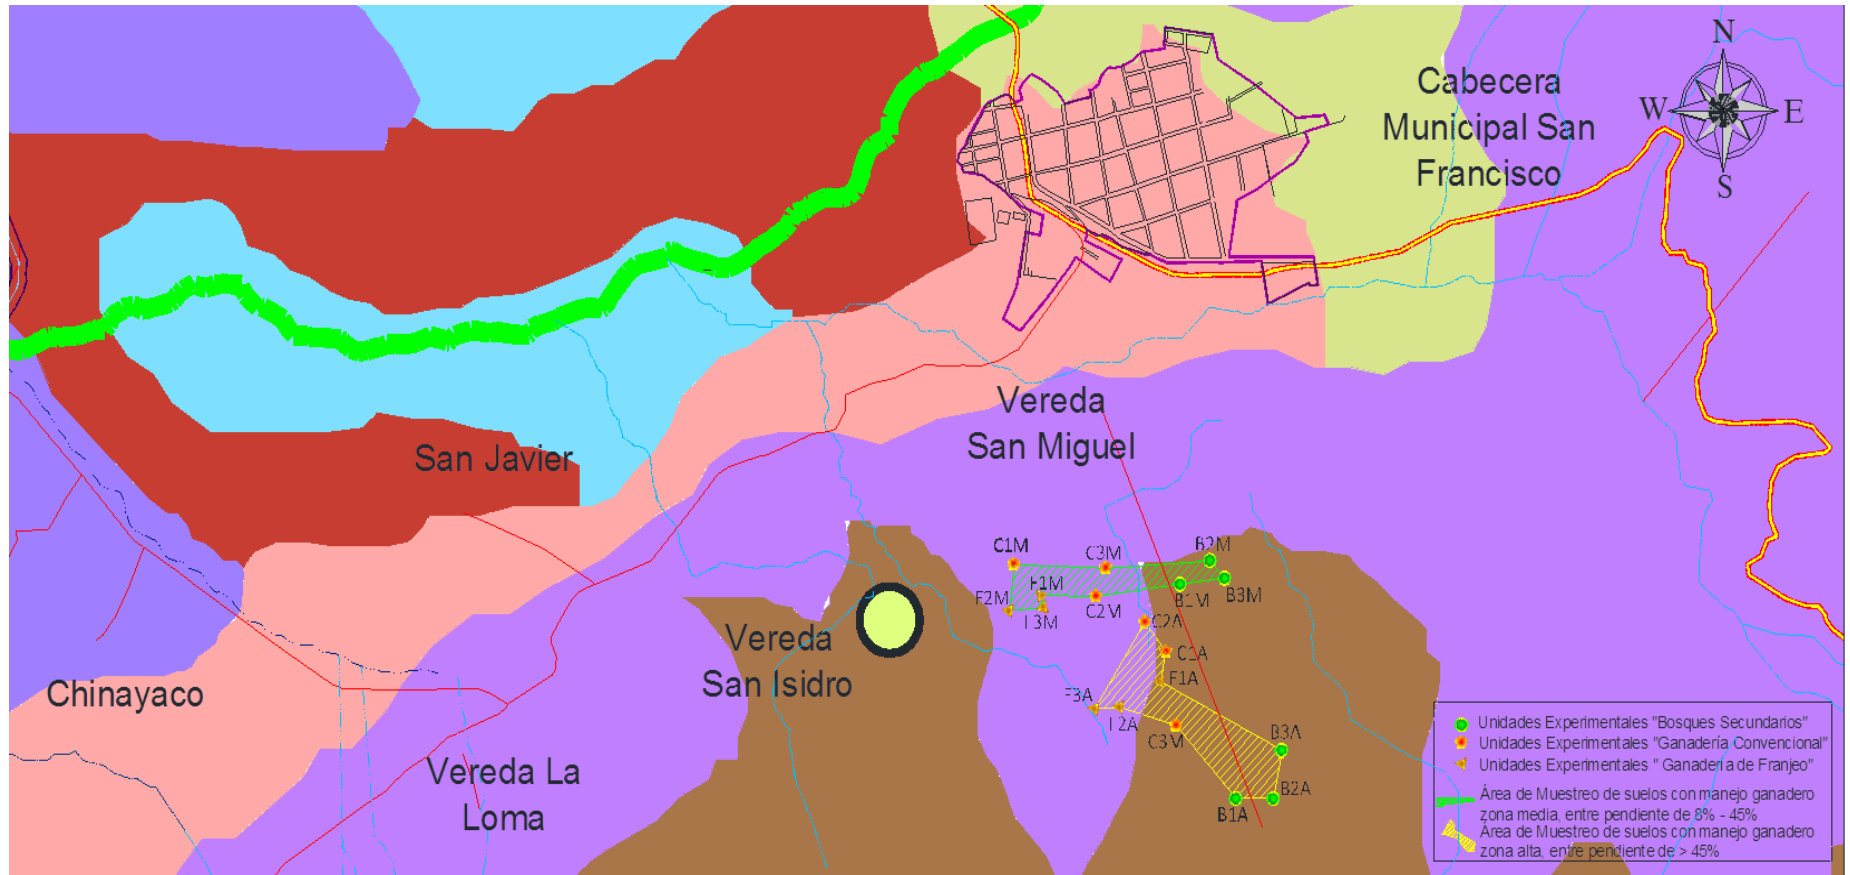 N
W
E
S
Cabecera
Municipal San
Francisco
Vereda
San Miguel
San Javier
C1M
C3M
B2M
F1M
F2M
F3M
C2M
B1M
B3M
C2A
C1A
F1A
F3A
F2A
C3M
B3A
B2A
B1A
Vereda
San Isidro
Chinayaco
Vereda La
Loma
Unidades Experimentales "Bosques Secundarios"
Unidades Experimentales "Ganadería Convencional"
Unidades Experimentales " Ganadería de Franjeo"
Área de Muestreo de suelos con manejo ganadero
zona media, entre pendiente de 8% - 45%
Área de Muestreo de suelos con manejo ganadero
zona alta, entre pendiente de > 45%